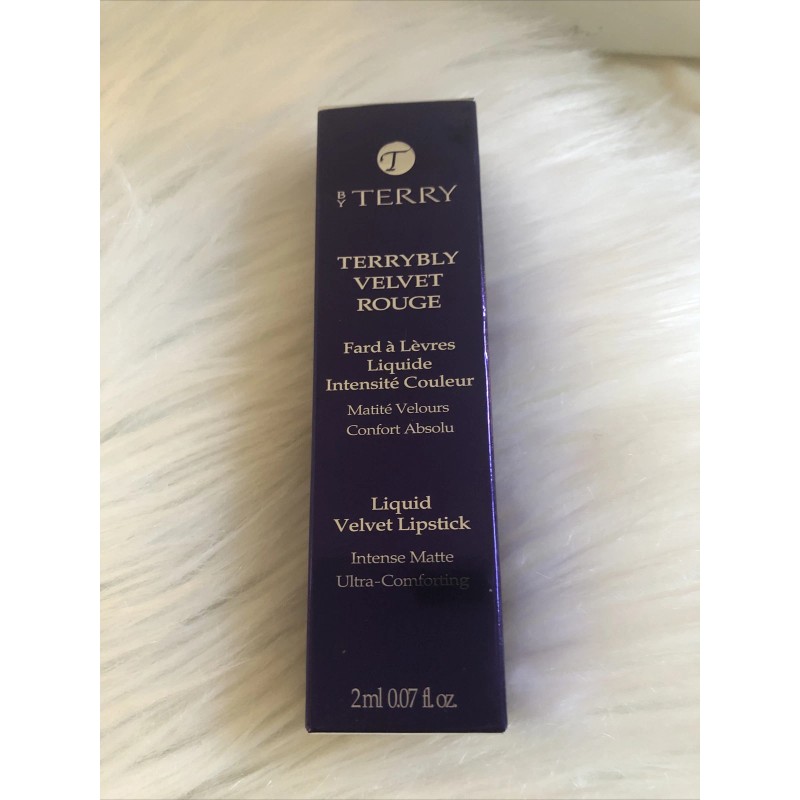 T
BY TERRY
TERRYBLY
VELVET
ROUGE
Fard à Lèvres
Liquide
Intensité Couleur
Matité Velours
Confort Absolu
Liquid
Velvet Lipstick
Intense Matte
Ultra-Comforting
2 ml 0.07 fl. oz.